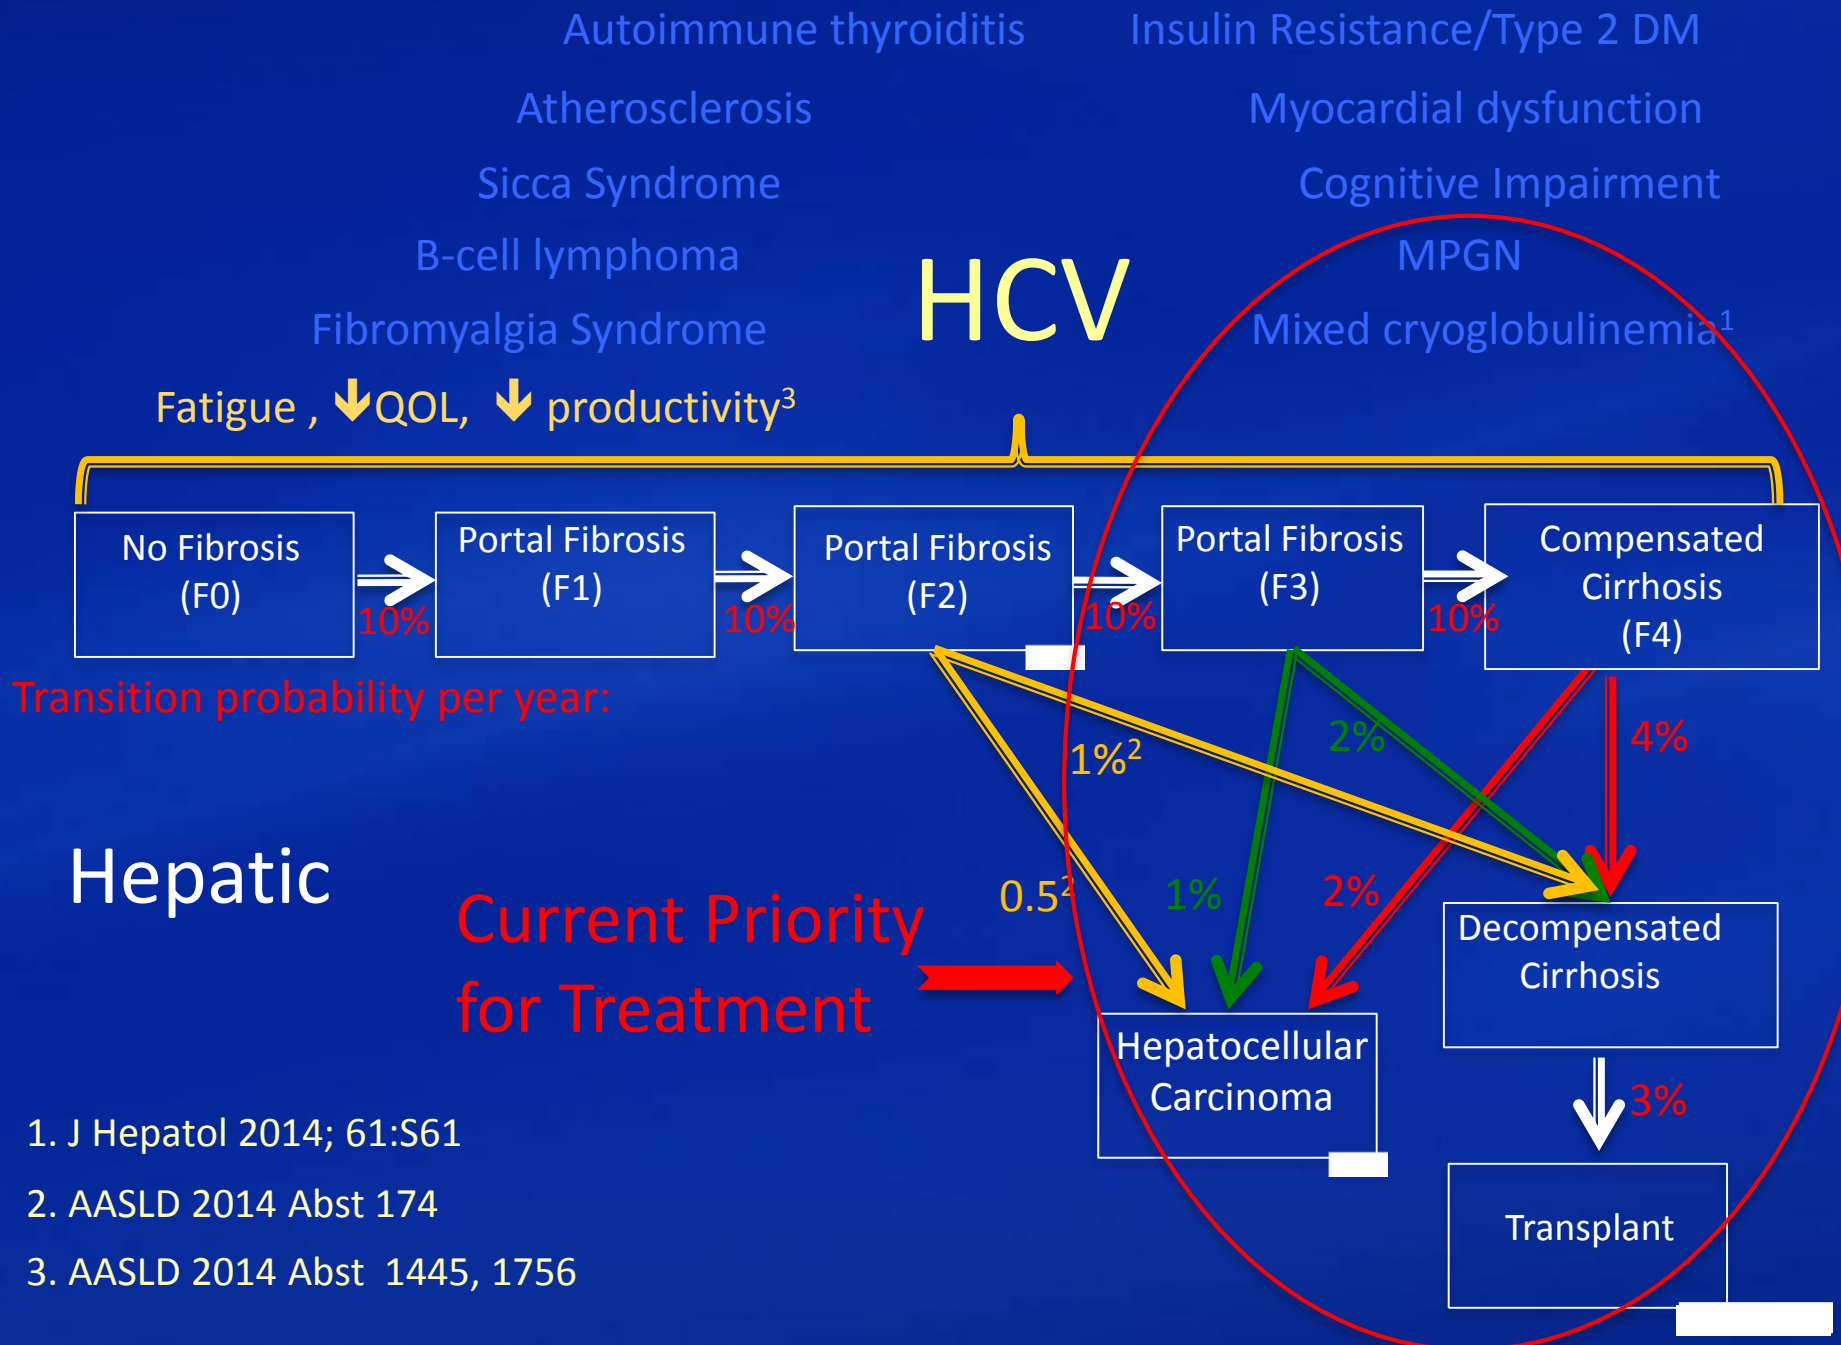 Autoimmune thyroiditis
Insulin Resistance/Type 2 DM
Atherosclerosis
Myocardial dysfunction
Sicca Syndrome
Cognitive Impairment
B-cell lymphoma
HCV
MPGN
Fibromyalgia Syndrome
Mixed cryoglobulinemia1
Fatigue , ↓QOL, ↓ productivity3
No Fibrosis
(F0)
10%
Portal Fibrosis
(F1)
10%
Portal Fibrosis
(F2)
10%
Portal Fibrosis
(F3)
10%
Compensated
Cirrhosis
(F4)
Transition probability per year:
1%2
2%
4%
Hepatic
Current Priority
for Treatment
0.52
1%
2%
Decompensated
Cirrhosis
Hepatocellular
Carcinoma
3%
Transplant
1. J Hepatol 2014; 61:S61
2. AASLD 2014 Abst 174
3. AASLD 2014 Abst 1445, 1756